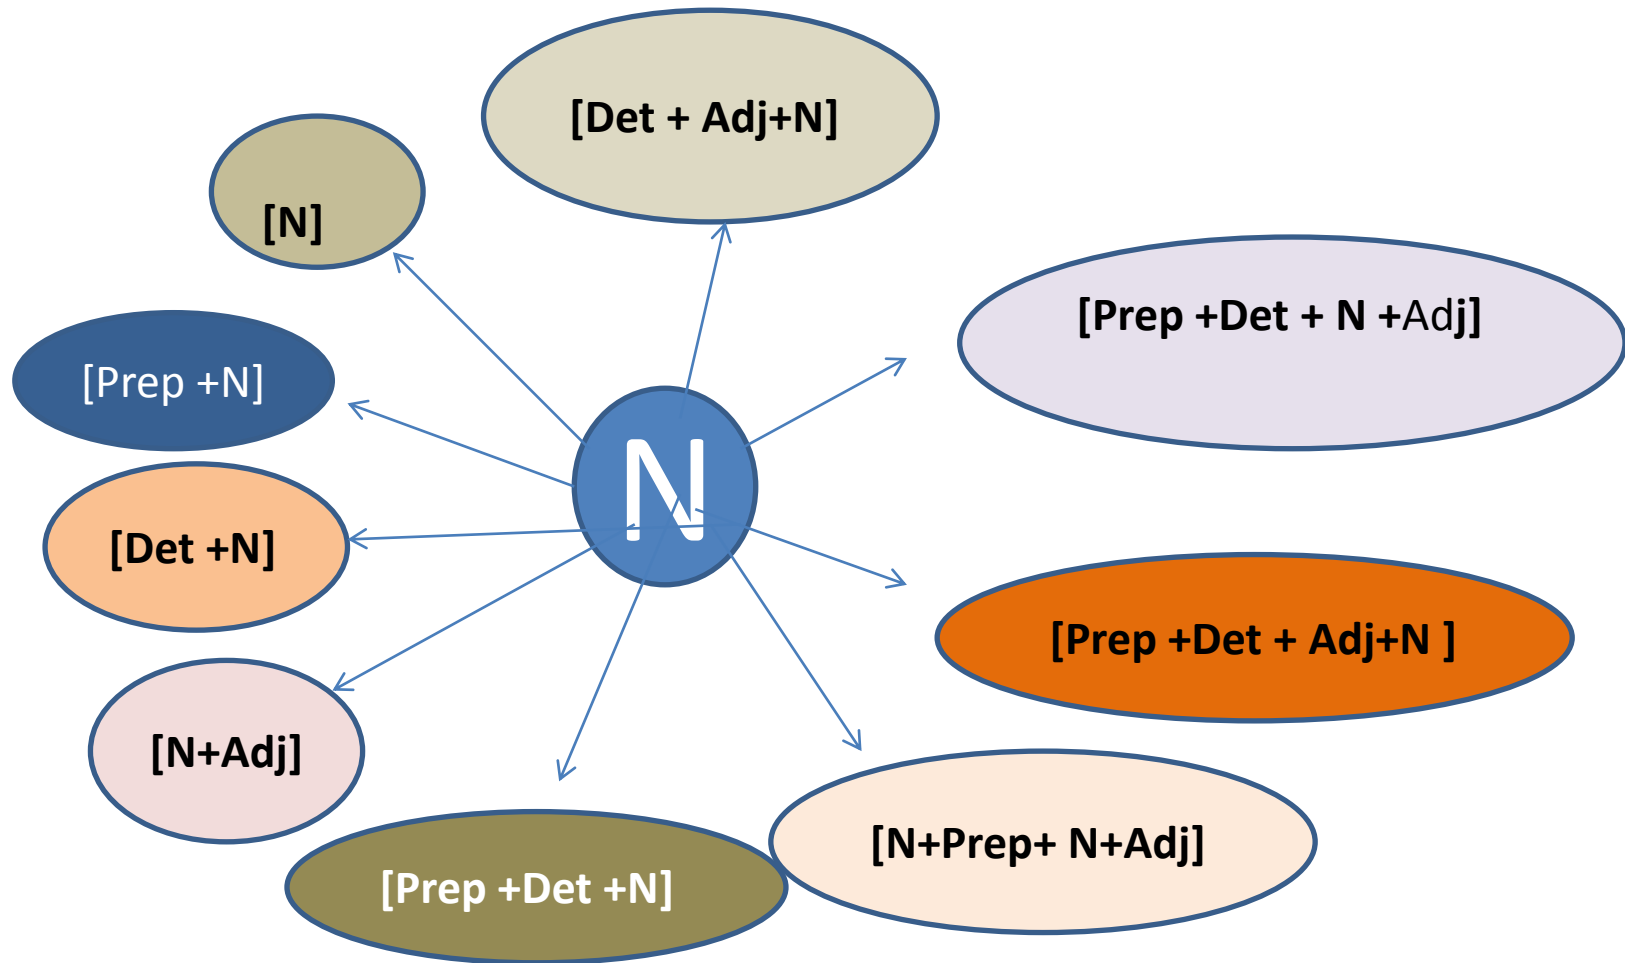 [Det + Adj+N]
[N]
[Prep +Det + N +Adj]
[Prep +N]
N
[Det +N]
[Prep +Det + Adj+N ]
[N+Adj]
[N+Prep+ N+Adj]
[Prep +Det +N]